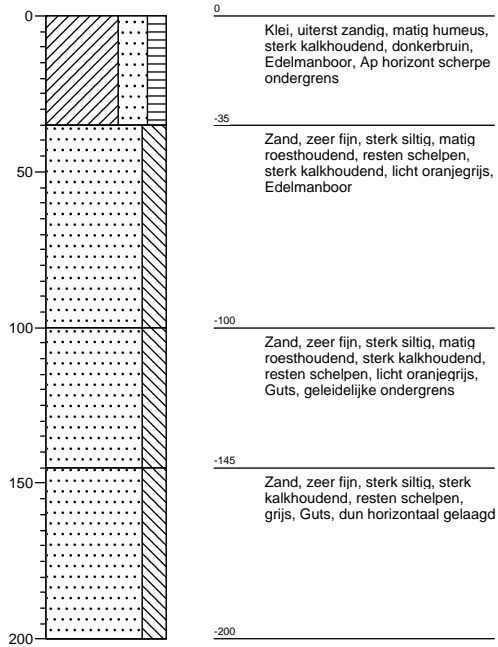 0
0
Klei, uiterst zandig, matig humeus,
sterk kalkhoudend, donkerbruin,
Edelmanboor, Ap horizont scherpe
ondergrens
-35
Zand, zeer fijn, sterk siltig, matig
roesthoudend, resten schelpen,
sterk kalkhoudend, licht oranjegrijs,
Edelmanboor
50
100
-100
Zand, zeer fijn, sterk siltig, matig
roesthoudend, sterk kalkhoudend,
resten schelpen, licht oranjegrijs,
Guts, geleidelijke ondergrens
-145
150
Zand, zeer fijn, sterk siltig, sterk
kalkhoudend, resten schelpen,
grijs, Guts, dun horizontaal gelaagd
200
-200